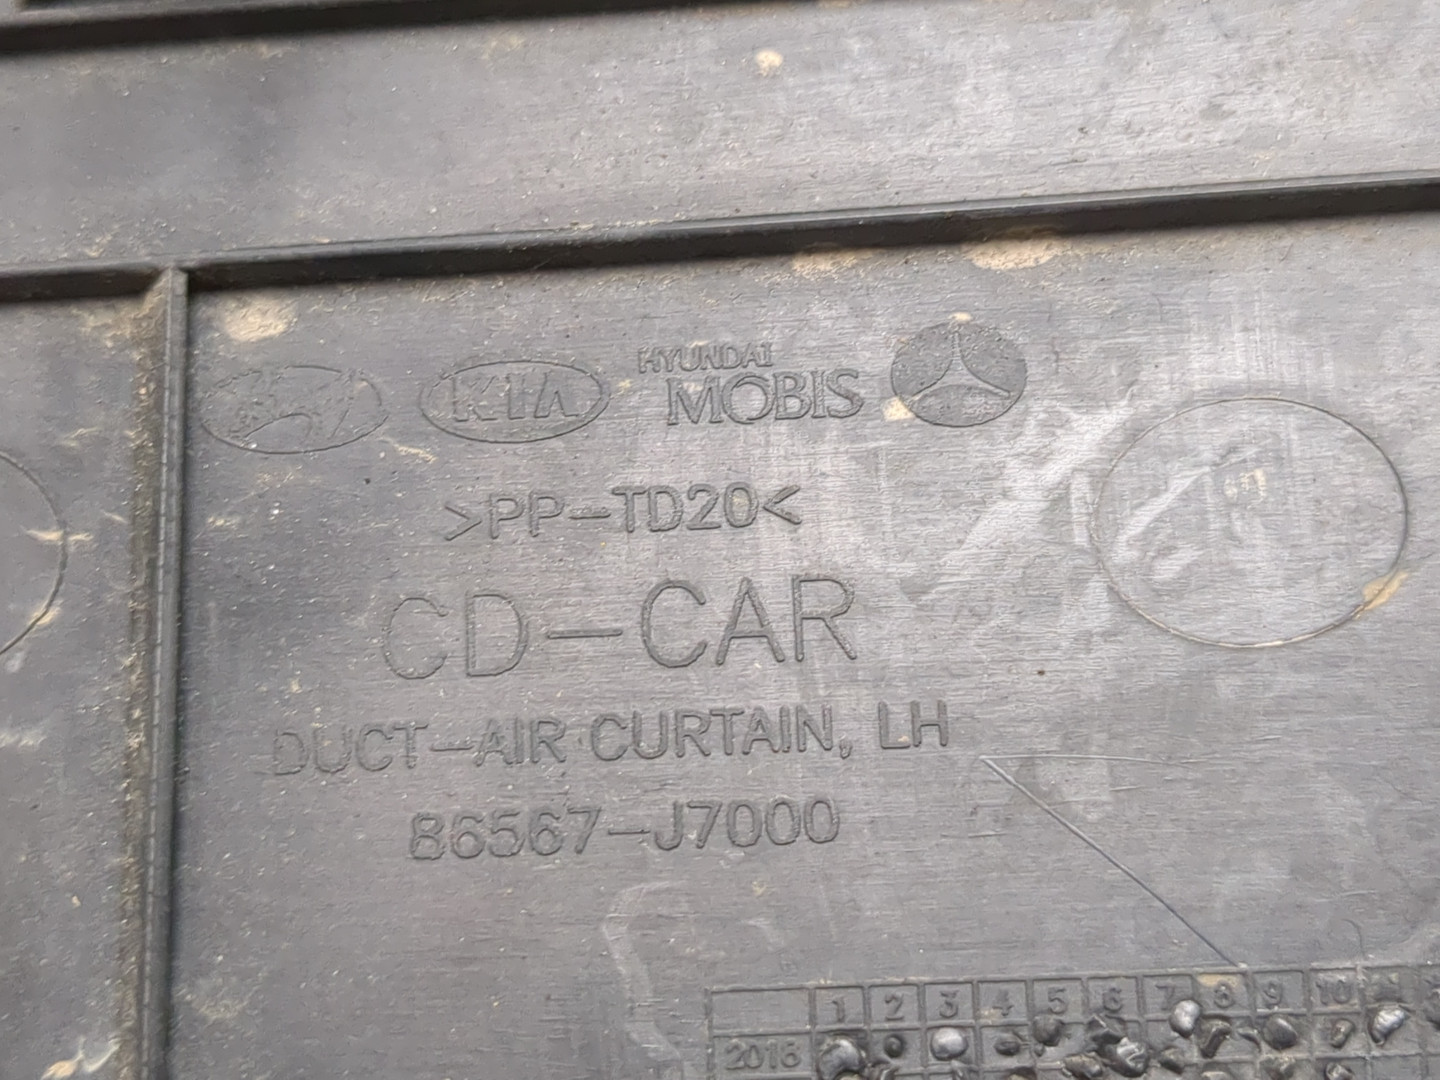 KIA HYUNDAI MOBIS
>PP-TD20<
CD-CAR
DUCT-AIR CURTAIN, LH
86567-J7000
1 2 3 4 5 6 7 8 9 10
2016